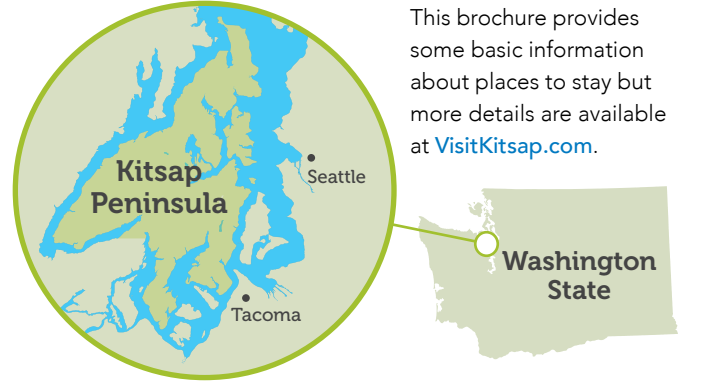 This brochure provides
some basic information
about places to stay but
more details are available
at VisitKitsap.com.
Kitsap
Peninsula
Seattle
Tacoma
Washington
State